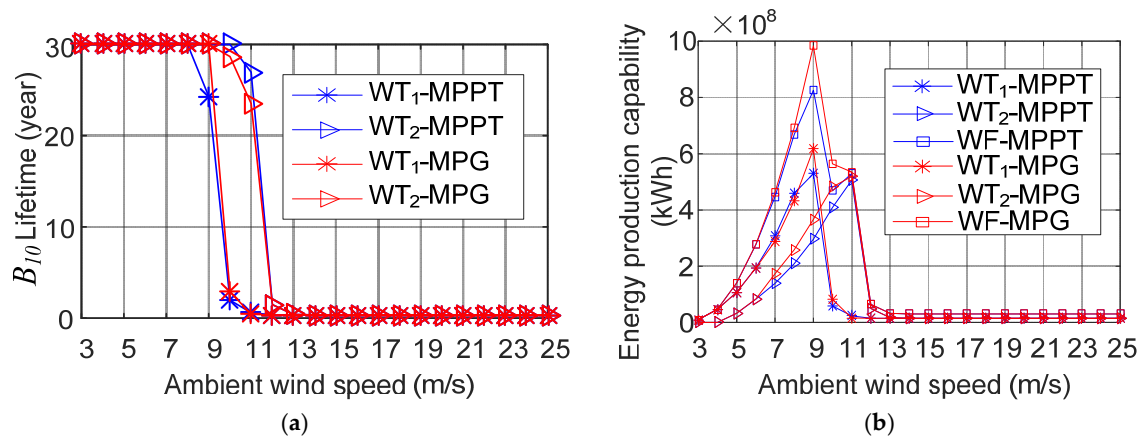 30
20
10
0
B10 Lifetime (year)
WT1-MPPT
WT2-MPPT
WT1-MPG
WT2-MPG
3 5 7 9 11 13 15 17 19 21 23 25
Ambient wind speed (m/s)
(a)
×10^8
10
8
6
4
2
0
Energy production capability
(kWh)
WT1-MPPT
WT2-MPPT
WF-MPPT
WT1-MPG
WT2-MPG
WF-MPG
3 5 7 9 11 13 15 17 19 21 23 25
Ambient wind speed (m/s)
(b)